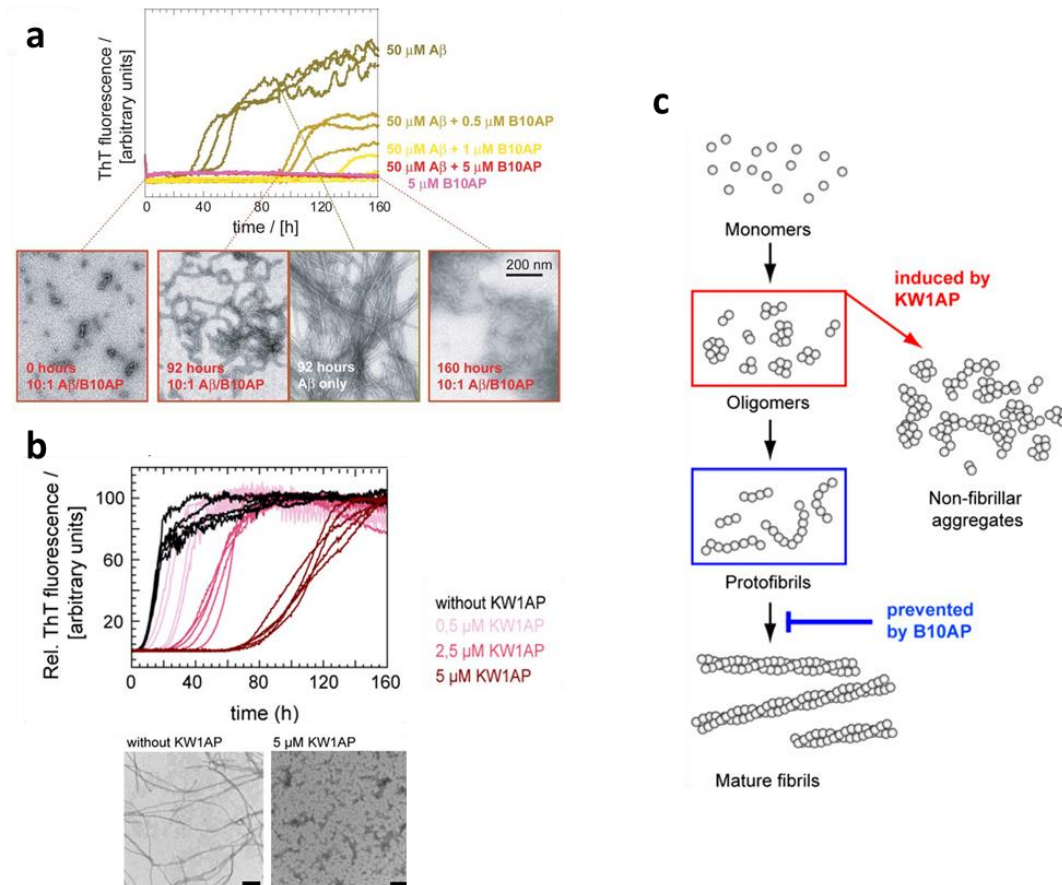 a
ThT fluorescence /
[arbitrary units]
50 µM Aβ
50 µM Aβ + 0.5 µM B10AP
50 µM Aβ + 1 µM B10AP
50 µM Aβ + 5 µM B10AP
5 µM B10AP
0 40 80 120 160
time / [h]
0 hours
10:1 Aβ/B10AP
92 hours
10:1 Aβ/B10AP
92 hours
Aβ only
200 nm
160 hours
10:1 Aβ/B10AP
b
Rel. ThT fluorescence /
[arbitrary units]
100
60
20
0 40 80 120 160
time (h)
without KW1AP
0,5 µM KW1AP
2,5 µM KW1AP
5 µM KW1AP
without KW1AP
5 µM KW1AP
c
Monomers
induced by
KW1AP
Oligomers
Non-fibrillar
aggregates
Protofibrils
prevented
by B10AP
Mature fibrils